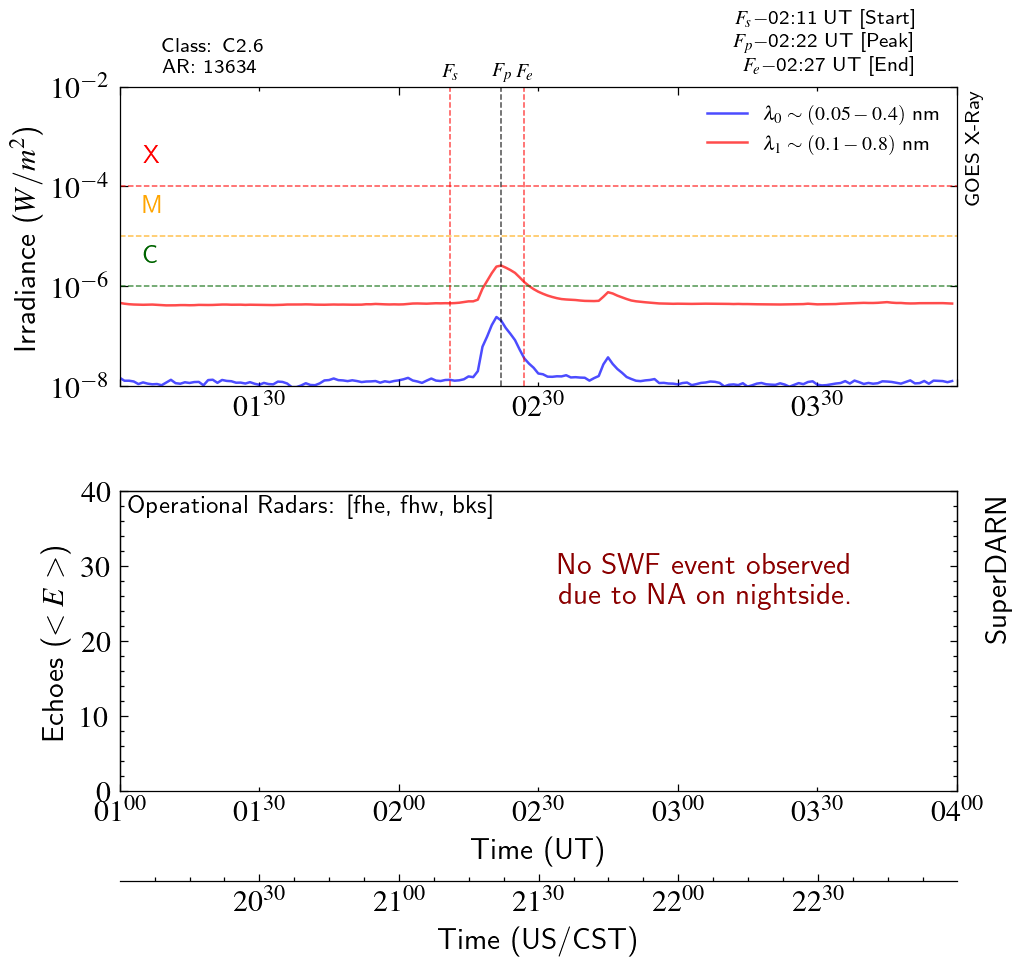 Class: C2.6
AR: 13634
Fs−02:11 UT [Start]
Fp−02:22 UT [Peak]
Fe−02:27 UT [End]
Fs
Fp
Fe
10⁻²
10⁻⁴
10⁻⁶
10⁻⁸
Irradiance (W/m²)
X
M
C
λ₀ ∼ (0.05 − 0.4) nm
λ₁ ∼ (0.1 − 0.8) nm
GOES X-Ray
01³⁰
02³⁰
03³⁰
Operational Radars: [fhe, fhw, bks]
No SWF event observed
due to NA on nightside.
40
30
20
10
0
Echoes (< E >)
SuperDARN
01⁰⁰ 01³⁰ 02⁰⁰ 02³⁰ 03⁰⁰ 03³⁰ 04⁰⁰
Time (UT)
20³⁰ 21⁰⁰ 21³⁰ 22⁰⁰ 22³⁰
Time (US/CST)